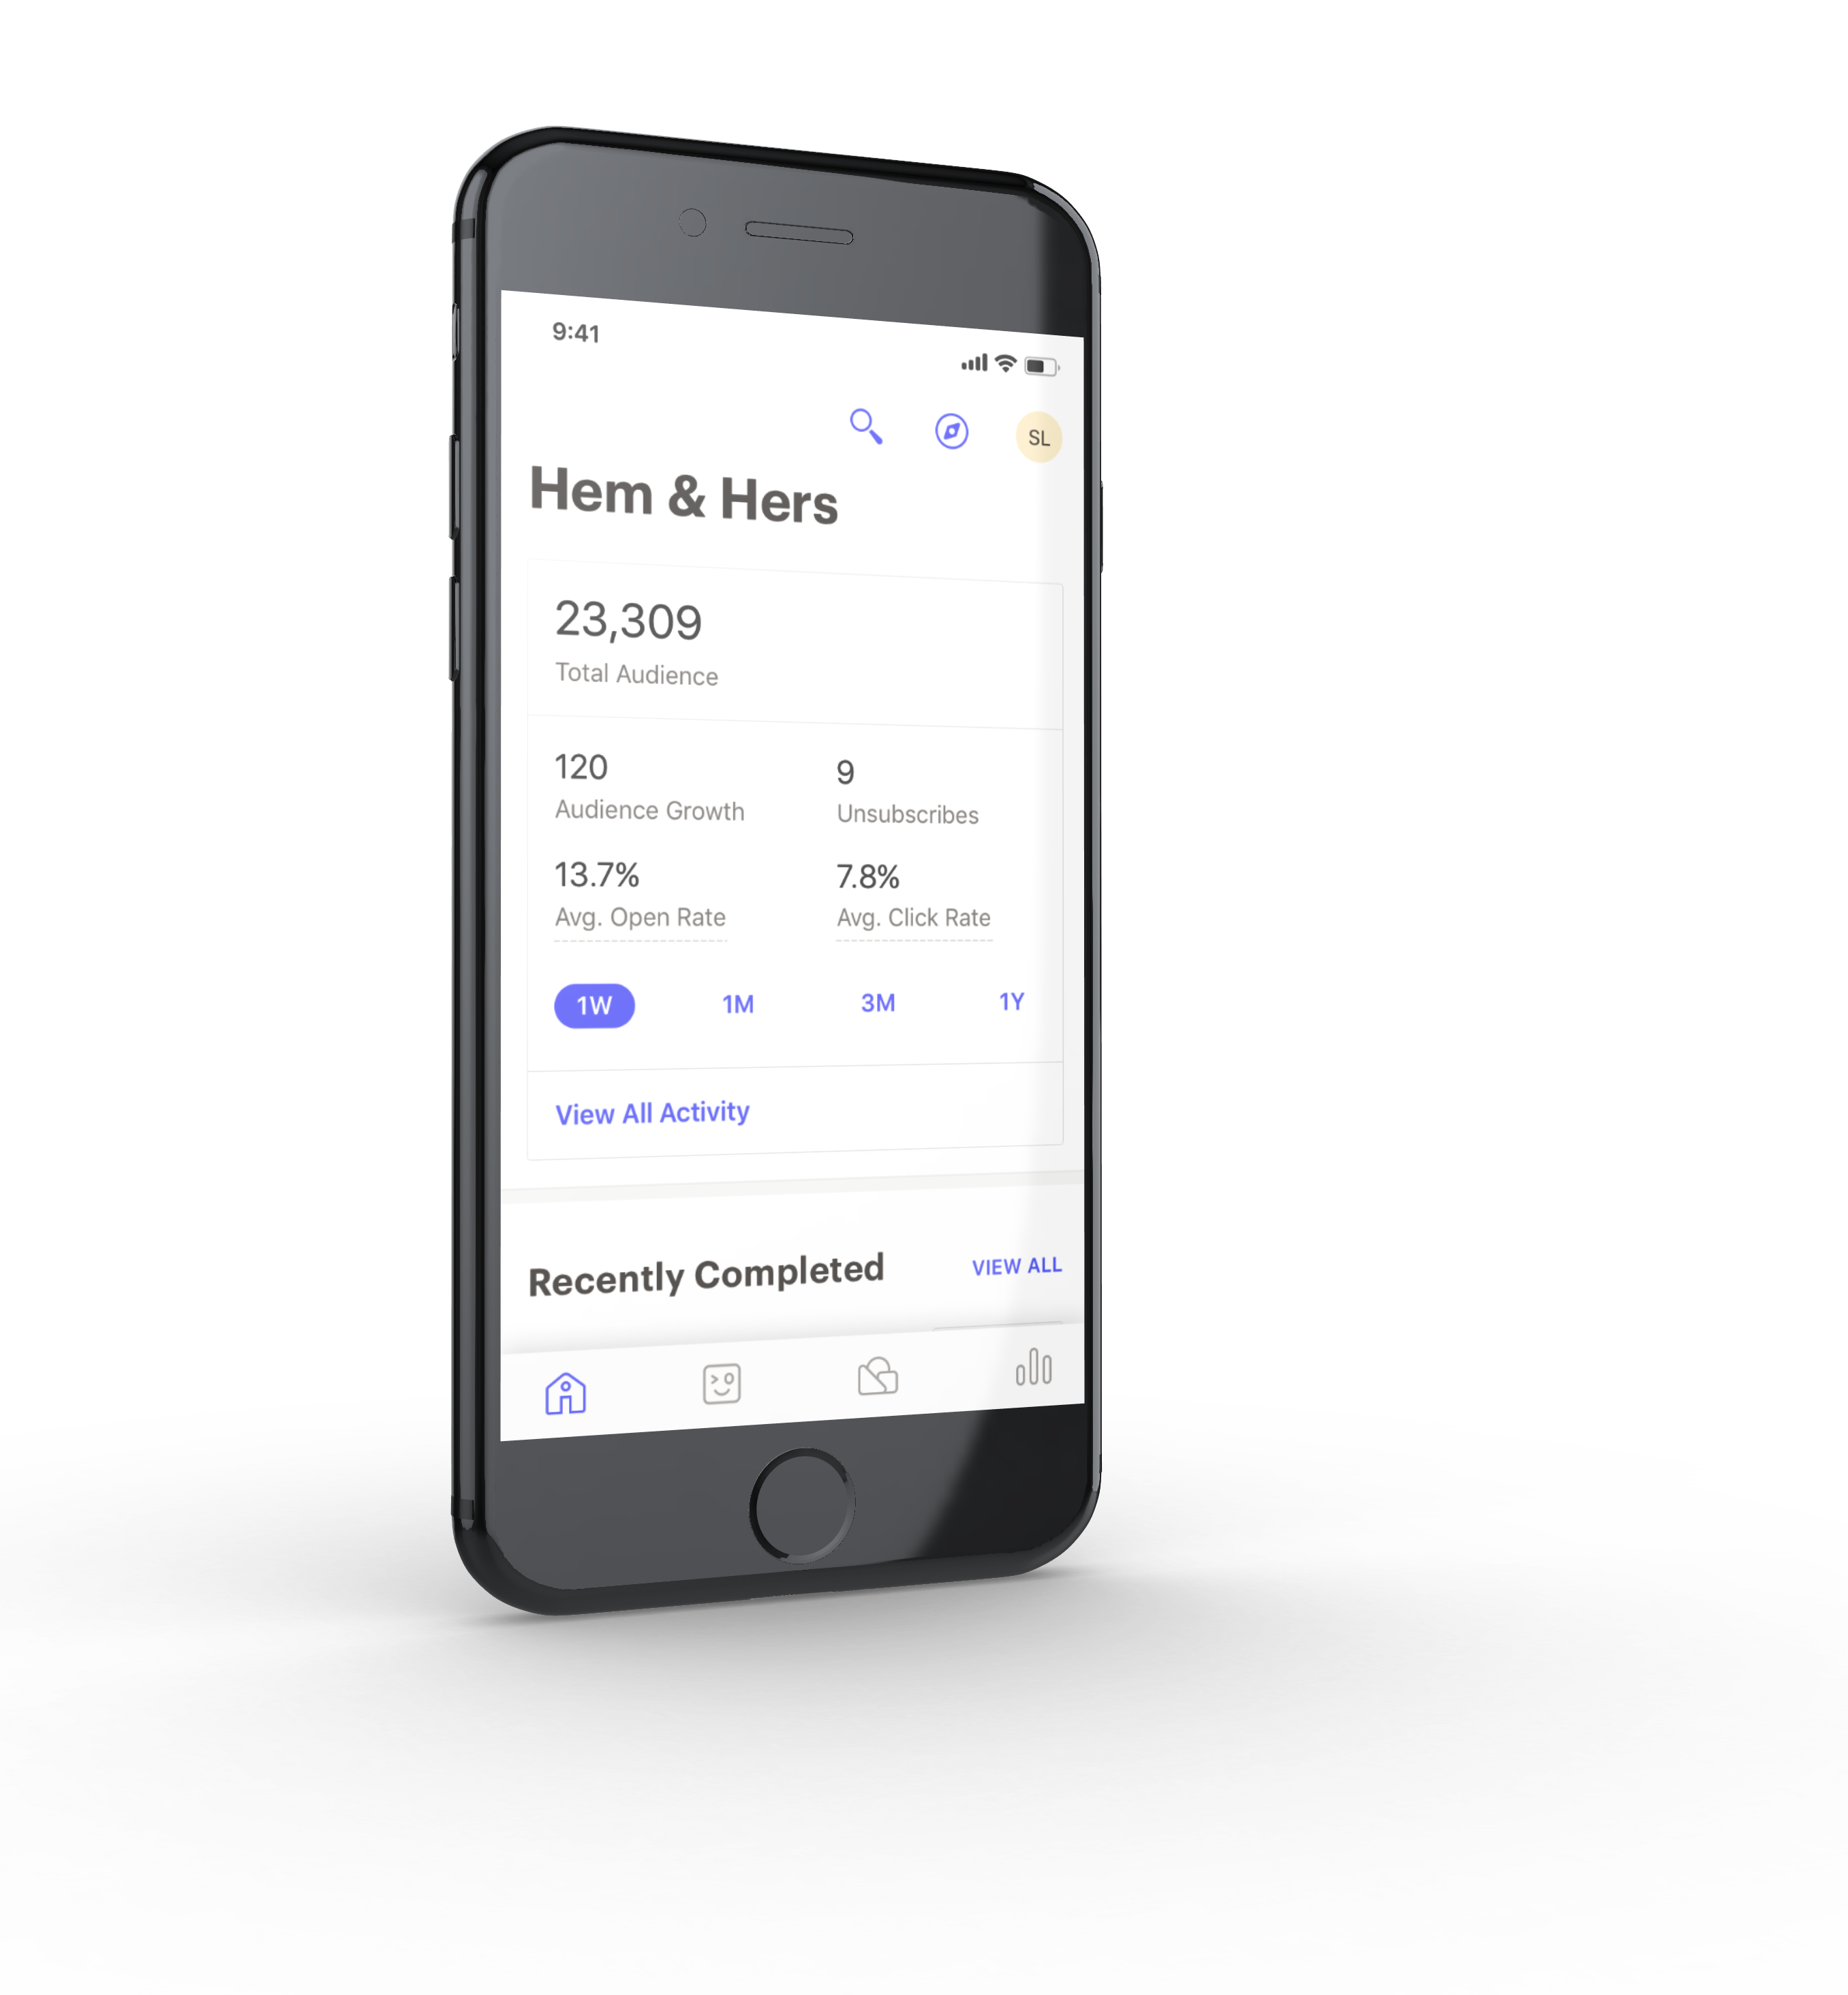 9:41
SL
Hem & Hers
23,309
Total Audience
120
9
Audience Growth
Unsubscribes
13.7%
7.8%
Avg. Open Rate
Avg. Click Rate
1W
1M
3M
1Y
View All Activity
Recently Completed
VIEW ALL